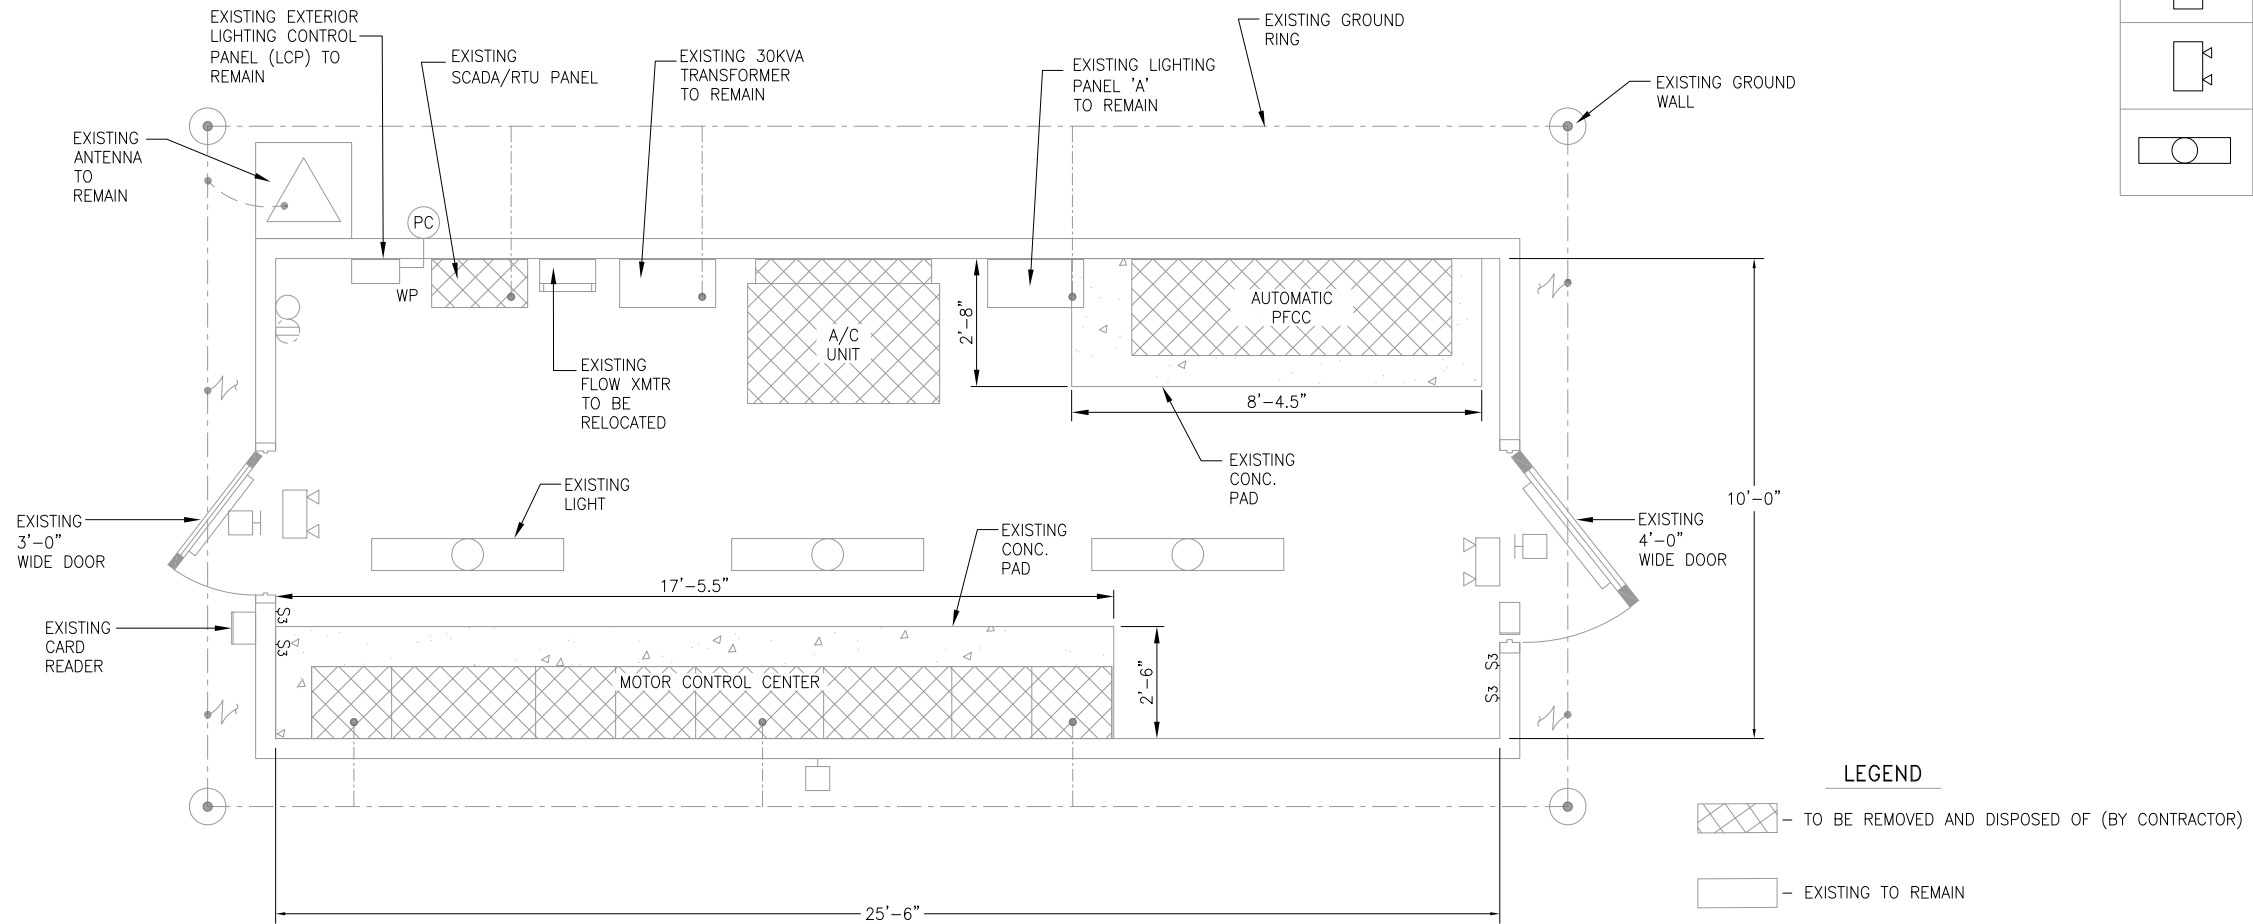 EXISTING EXTERIOR
LIGHTING CONTROL
PANEL (LCP) TO
REMAIN
EXISTING
SCADA/RTU PANEL
EXISTING 30KVA
TRANSFORMER
TO REMAIN
EXISTING LIGHTING
PANEL 'A'
TO REMAIN
EXISTING GROUND
RING
EXISTING GROUND
WALL
EXISTING
ANTENNA
TO
REMAIN
PC
WP
A/C
UNIT
2'-8"
AUTOMATIC
PFCC
EXISTING
FLOW XMTR
TO BE
RELOCATED
8'-4.5"
EXISTING
CONC.
PAD
10'-0"
EXISTING
LIGHT
EXISTING
3'-0"
WIDE DOOR
EXISTING
CONC.
PAD
EXISTING
4'-0"
WIDE DOOR
17'-5.5"
S3
S3
EXISTING
CARD
READER
MOTOR CONTROL CENTER
2'-6"
S3
S3
25'-6"
LEGEND
- TO BE REMOVED AND DISPOSED OF (BY CONTRACTOR)
- EXISTING TO REMAIN